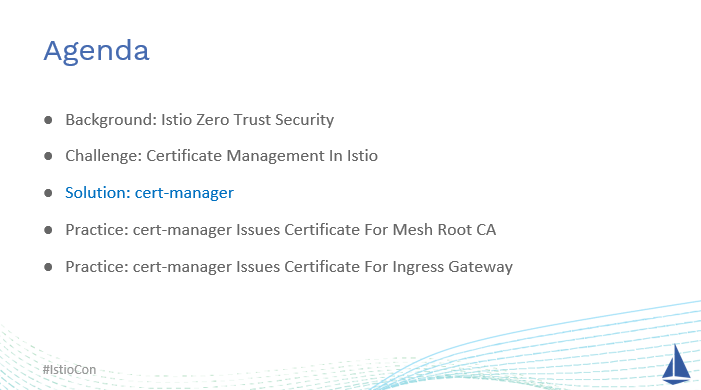 Agenda
● Background: Istio Zero Trust Security
● Challenge: Certificate Management In Istio
● Solution: cert-manager
● Practice: cert-manager Issues Certificate For Mesh Root CA
● Practice: cert-manager Issues Certificate For Ingress Gateway
#IstioCon